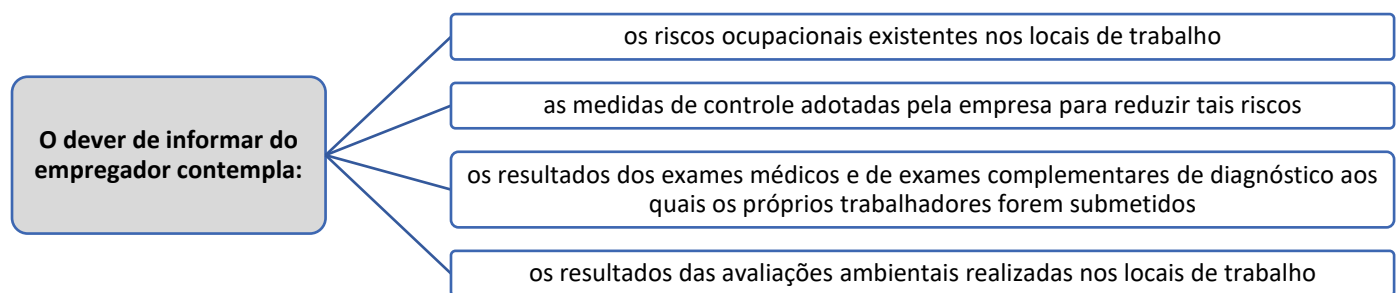 O dever de informar do
empregador contempla:
os riscos ocupacionais existentes nos locais de trabalho
as medidas de controle adotadas pela empresa para reduzir tais riscos
os resultados dos exames médicos e de exames complementares de diagnóstico aos
quais os próprios trabalhadores forem submetidos
os resultados das avaliações ambientais realizadas nos locais de trabalho